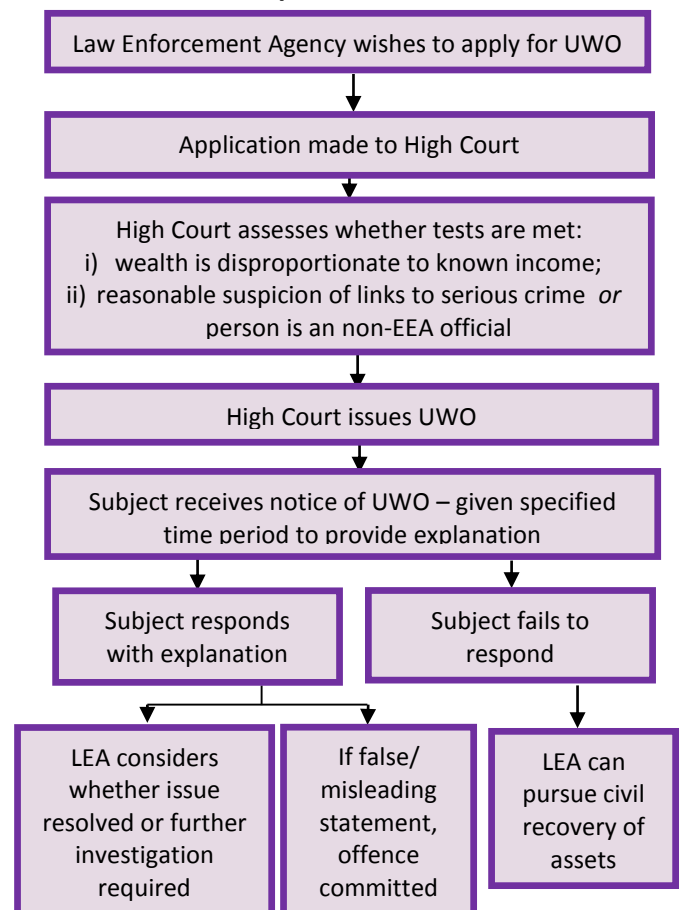 Law Enforcement Agency wishes to apply for UWO
Application made to High Court
High Court assesses whether tests are met:
i) wealth is disproportionate to known income;
ii) reasonable suspicion of links to serious crime or
person is an non-EEA official
High Court issues UWO
Subject receives notice of UWO – given specified
time period to provide explanation
Subject responds
with explanation
Subject fails to
respond
LEA considers
whether issue
resolved or further
investigation
required
If false/
misleading
statement,
offence
committed
LEA can
pursue civil
recovery of
assets